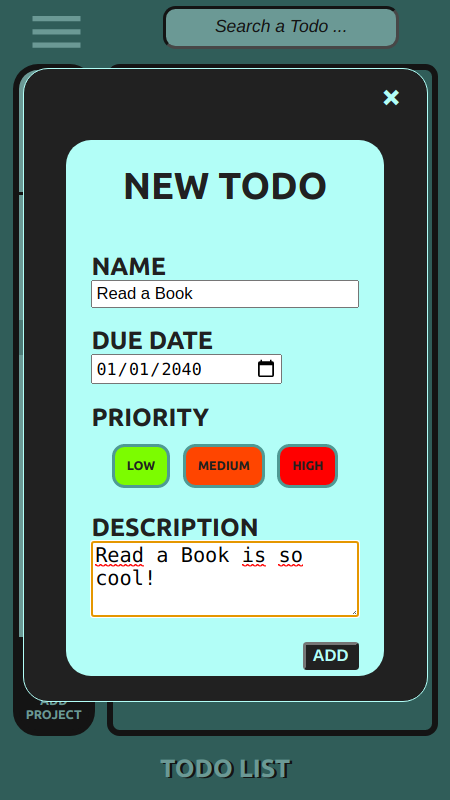 Search a Todo ...
×
NEW TODO
NAME
Read a Book
DUE DATE
01/01/2040
PRIORITY
LOW MEDIUM HIGH
DESCRIPTION
Read a Book is so
cool!
ADD
ADD
PROJECT
TODO LIST